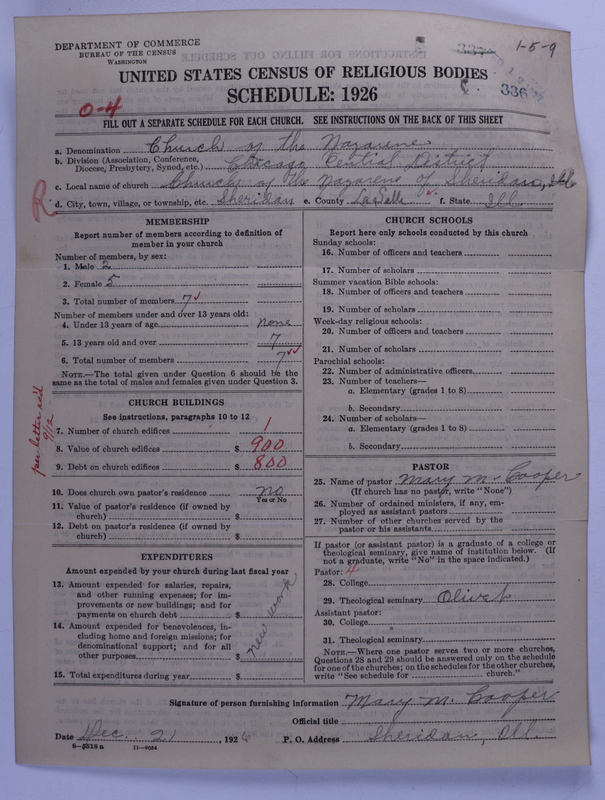 DEPARTMENT OF COMMERCE
BUREAU OF THE CENSUS
WASHINGTON
337
1-5-9
336
UNITED STATES CENSUS OF RELIGIOUS BODIES
SCHEDULE: 1926
0-4
FILL OUT A SEPARATE SCHEDULE FOR EACH CHURCH. SEE INSTRUCTIONS ON THE BACK OF THIS SHEET
a. Denomination Church of the Nazarene
b. Division (Association, Conference, Diocese, Presbytery, Synod, etc.) Chicago Central District
c. Local name of church Church of the Nazarene of Sheridan, Ill
R
d. City, town, village, or township, etc. Sheridan e. County LaSalle f. State Ill.
MEMBERSHIP
Report number of members according to definition of
member in your church
Number of members, by sex:
1. Male 2
2. Female 5
3. Total number of members 7
Number of members under and over 13 years old:
4. Under 13 years of age none
5. 13 years old and over 7
6. Total number of members 7
NOTE.—The total given under Question 6 should be the
same as the total of males and females given under Question 3.
CHURCH BUILDINGS
See instructions, paragraphs 10 to 12
per letter
9/12
7. Number of church edifices 1
8. Value of church edifices $ 900
9. Debt on church edifices $ 800
10. Does church own pastor's residence no
Yes or No
11. Value of pastor's residence (if owned by
church) $
12. Debt on pastor's residence (if owned by
church) $
EXPENDITURES
Amount expended by your church during last fiscal year
13. Amount expended for salaries, repairs,
and other running expenses; for im-
provements or new buildings; and for
payments on church debt $
14. Amount expended for benevolences, in-
cluding home and foreign missions; for
denominational support; and for all
other purposes $
new work
15. Total expenditures during year $
CHURCH SCHOOLS
Report here only schools conducted by this church
Sunday schools:
16. Number of officers and teachers
17. Number of scholars
Summer vacation Bible schools:
18. Number of officers and teachers
19. Number of scholars
Week-day religious schools:
20. Number of officers and teachers
21. Number of scholars
Parochial schools:
22. Number of administrative officers
23. Number of teachers—
a. Elementary (grades 1 to 8)
b. Secondary
24. Number of scholars—
a. Elementary (grades 1 to 8)
b. Secondary
PASTOR
25. Name of pastor Mary M. Cooper
(If church has no pastor, write "None")
26. Number of ordained ministers, if any, em-
ployed as assistant pastors
27. Number of other churches served by the
pastor or his assistants
If pastor (or assistant pastor) is a graduate of a college or
theological seminary, give name of institution below. (If
not a graduate, write "No" in the space indicated.)
Pastor: 4
28. College
29. Theological seminary Olivet
Assistant pastor:
30. College
31. Theological seminary
NOTE.—Where one pastor serves two or more churches,
Questions 28 and 29 should be answered only on the schedule
for one of the churches; on the schedules for the other churches,
write "See schedule for church."
Signature of person furnishing information Mary M. Cooper
Official title
Date Dec. 21, 1926 P. O. Address Sheridan, Ill.
8-5518a 11-9024